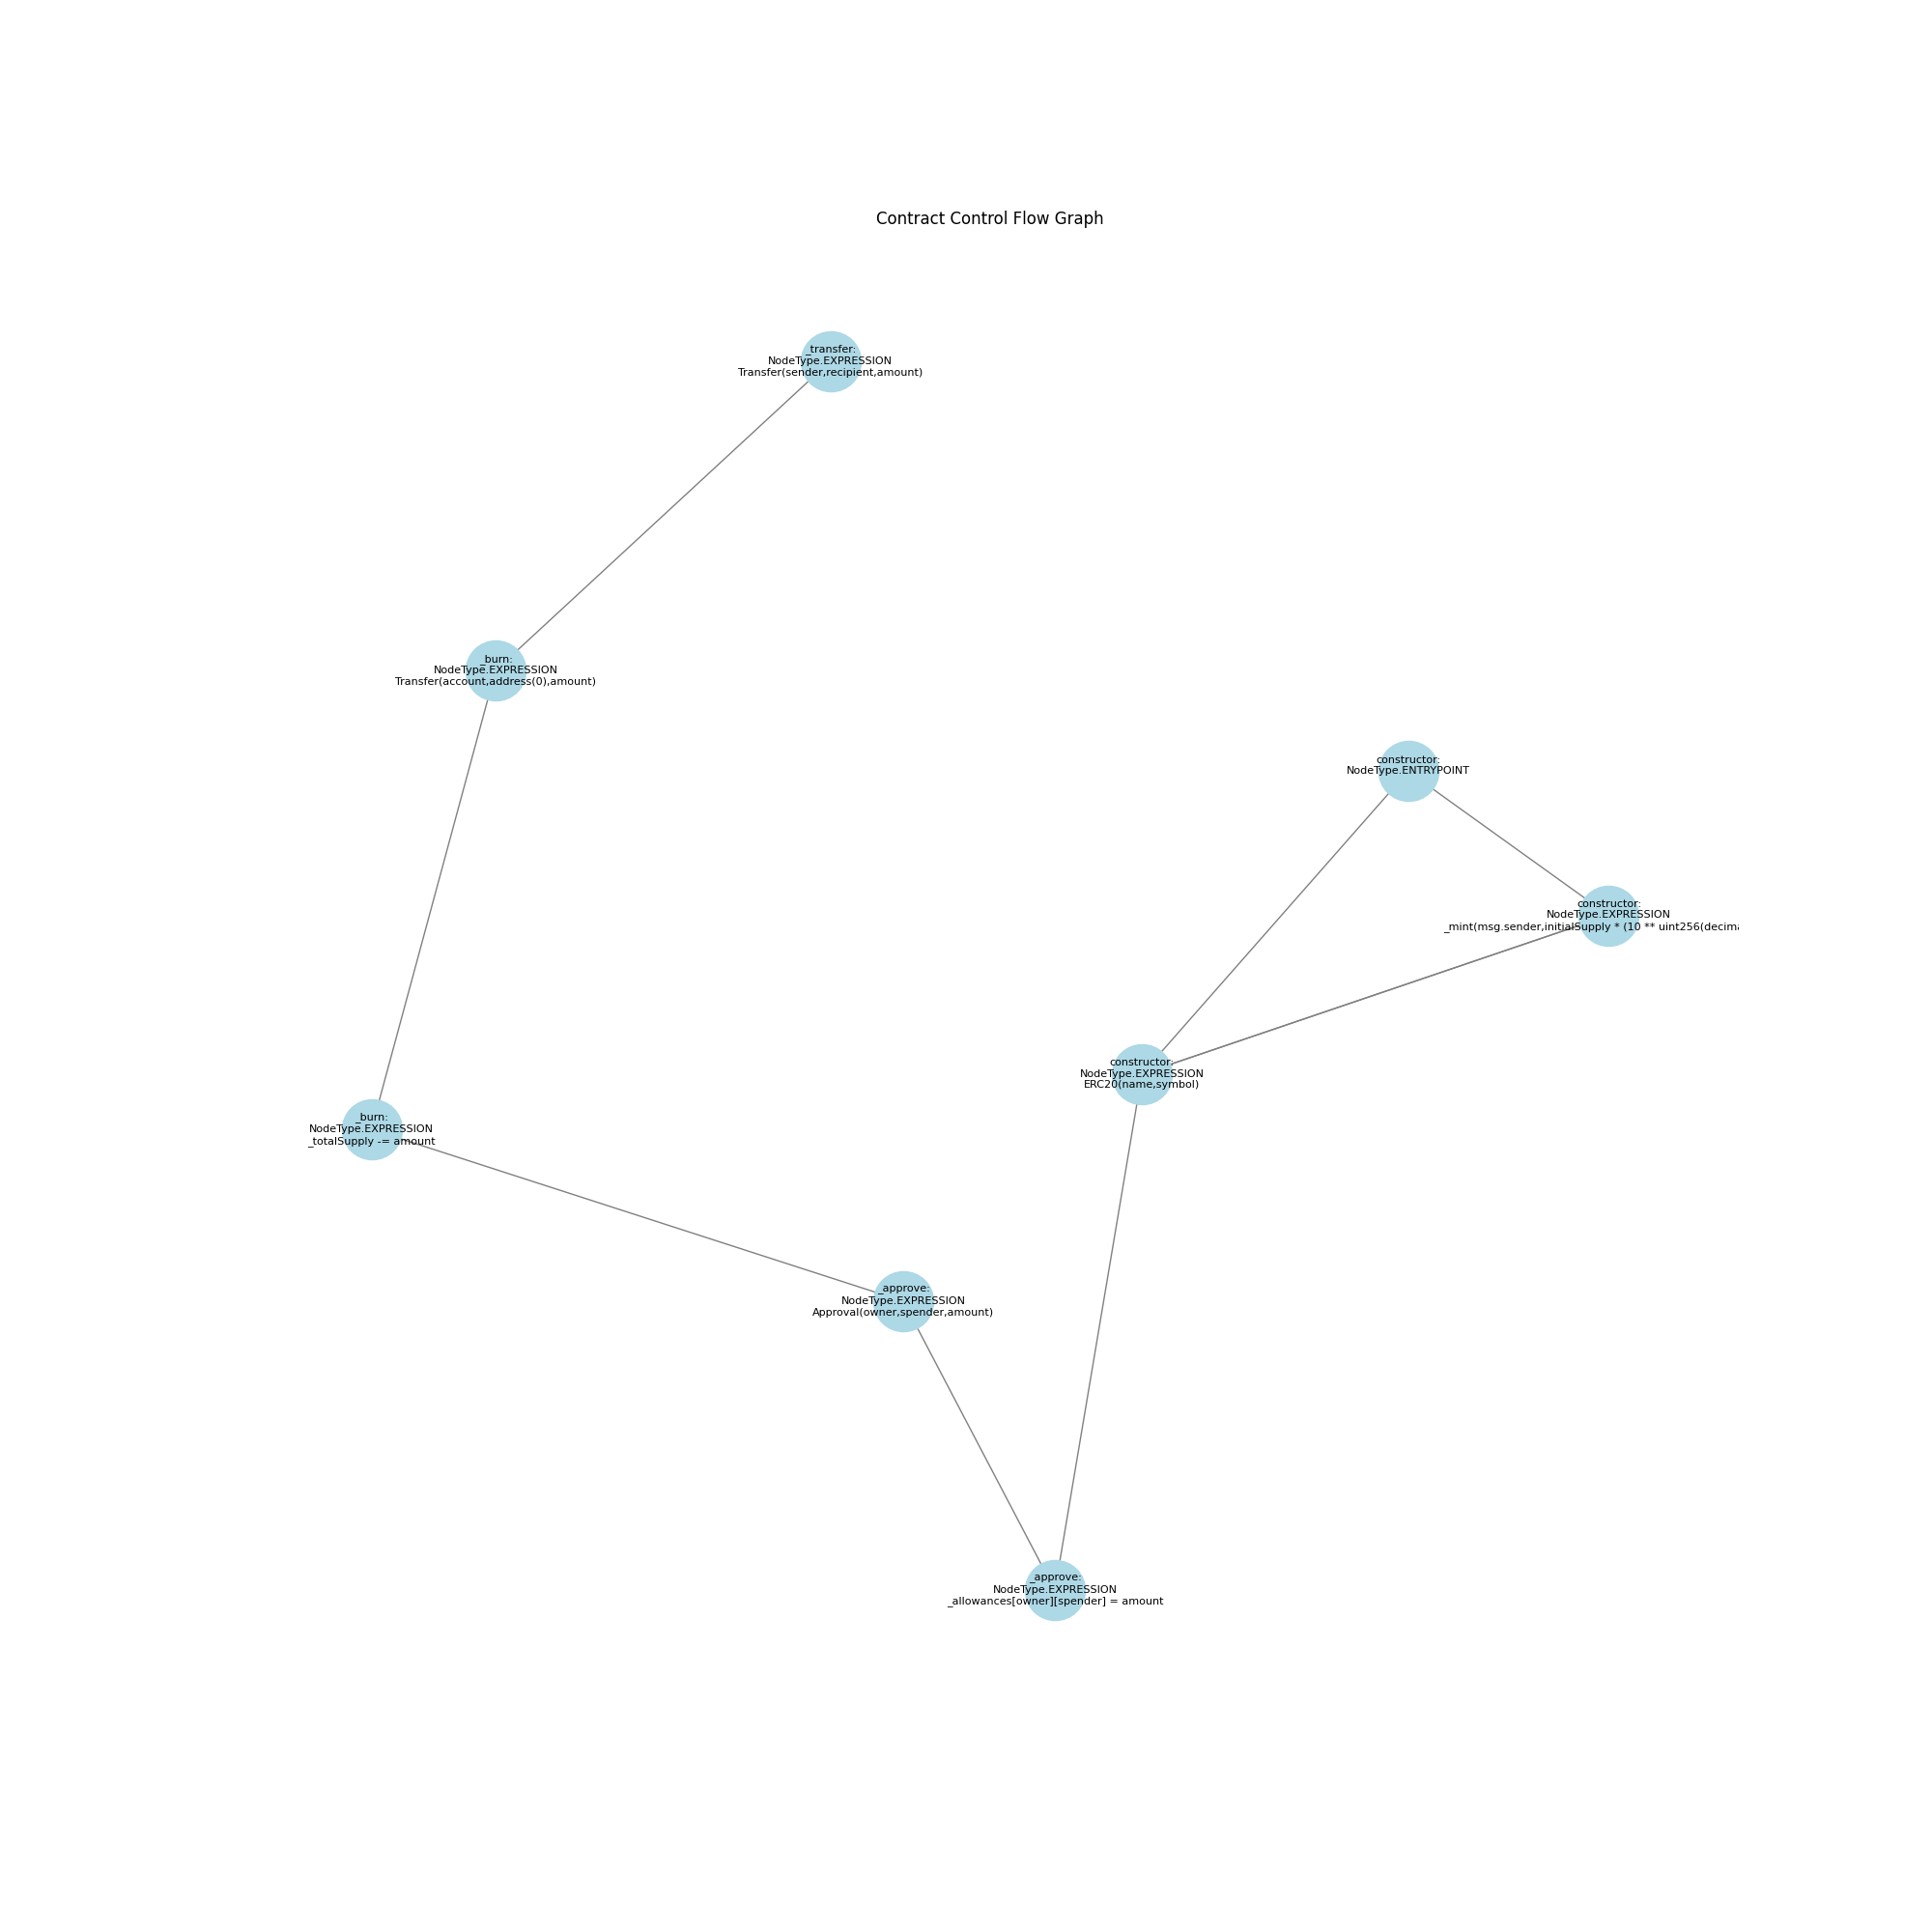 Contract Control Flow Graph
_transfer:
NodeType.EXPRESSION
Transfer(sender,recipient,amount)
_burn:
NodeType.EXPRESSION
Transfer(account,address(0),amount)
constructor:
NodeType.ENTRYPOINT
constructor:
NodeType.EXPRESSION
_mint(msg.sender,initialSupply * (10 ** uint256(decima
constructor:
NodeType.EXPRESSION
ERC20(name,symbol)
_burn:
NodeType.EXPRESSION
_totalSupply -= amount
_approve:
NodeType.EXPRESSION
Approval(owner,spender,amount)
_approve:
NodeType.EXPRESSION
_allowances[owner][spender] = amount